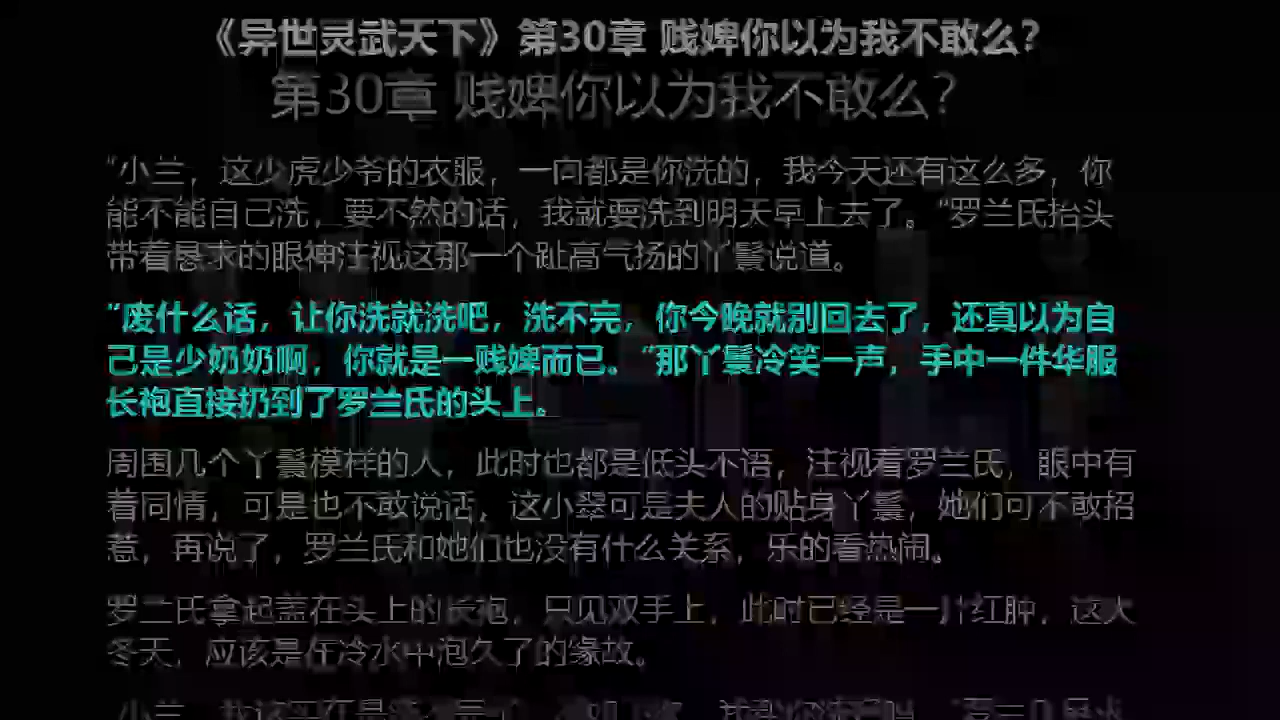 《异世灵武天下》第30章 贱婢你以为我不敢么?
第30章 贱婢你以为我不敢么?
“小兰，这少虎少爷的衣服，一向都是你洗的，我今天还有这么多，你
能不能自己洗，要不然的话，我就要洗到明天早上去了。“罗兰氏抬头
带着恳求的眼神注视这那一个趾高气扬的丫鬟说道。
“废什么话，让你洗就洗吧，洗不完，你今晚就别回去了，还真以为自
己是少奶奶啊，你就是一贱婢而已。“那丫鬟冷笑一声，手中一件华服
长袍直接扔到了罗兰氏的头上。
周围几个丫鬟模样的人，此时也都是低头不语，注视着罗兰氏，眼中有
着同情，可是也不敢说话，这小翠可是夫人的贴身丫鬟，她们可不敢招
惹，再说了，罗兰氏和她们也没有什么关系，乐的看热闹。
罗兰氏拿起盖在头上的长袍，只见双手上，此时已经是一片红肿，这大
冬天，应该是在冷水中泡久了的缘故。